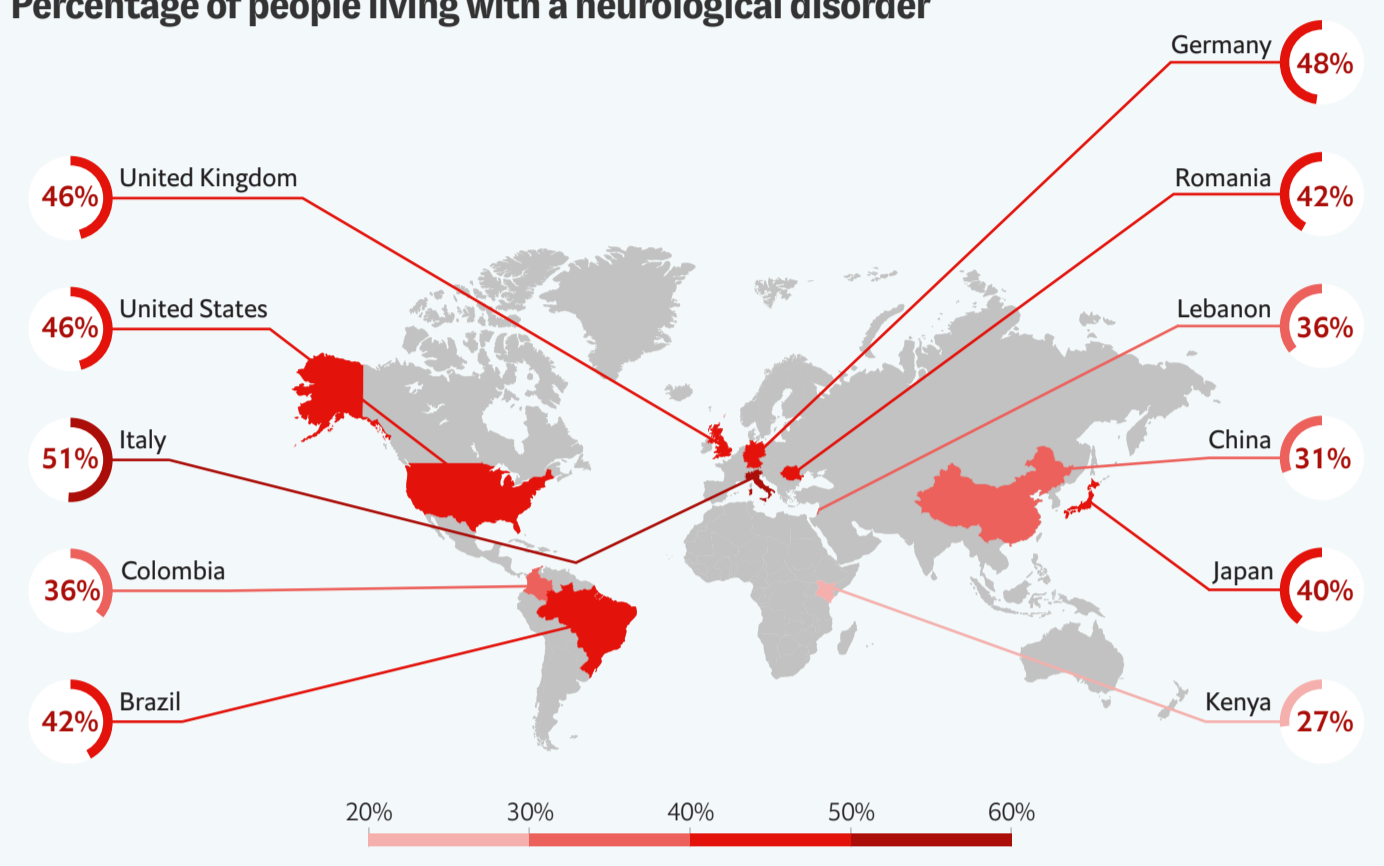 Percentage of people living with a neurological disorder
Germany
48%
United Kingdom
46%
Romania
42%
United States
46%
Lebanon
36%
Italy
51%
China
31%
Colombia
36%
Japan
40%
Brazil
42%
Kenya
27%
20% 30% 40% 50% 60%